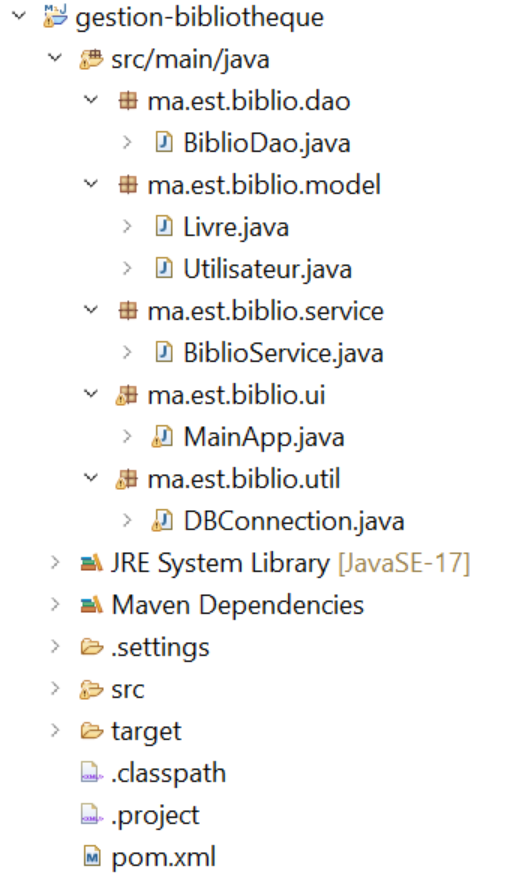 gestion-bibliotheque
src/main/java
ma.est.biblio.dao
BiblioDao.java
ma.est.biblio.model
Livre.java
Utilisateur.java
ma.est.biblio.service
BiblioService.java
ma.est.biblio.ui
MainApp.java
ma.est.biblio.util
DBConnection.java
JRE System Library [JavaSE-17]
Maven Dependencies
.settings
src
target
.classpath
.project
pom.xml